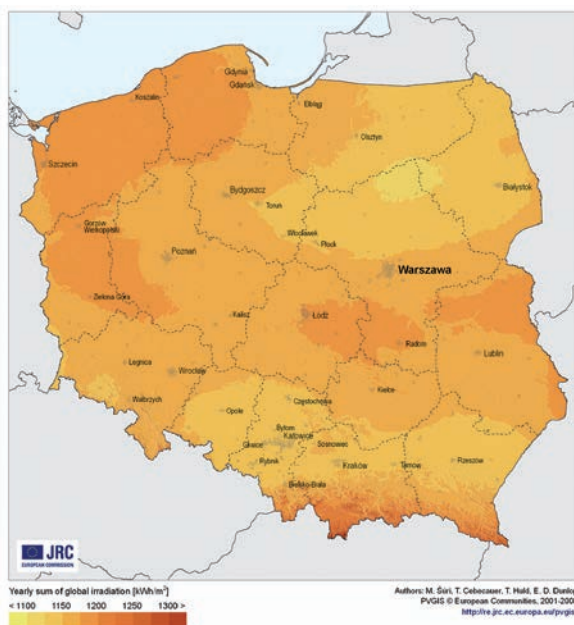 Gdynia
Gdańsk
Koszalin
Elbląg
Olsztyn
Szczecin
Białystok
Bydgoszcz
Toruń
Gorzów
Wielkopolski
Włocławek
Płock
Poznań
Warszawa
Zielona Góra
Kalisz
Łódź
Radom
Lublin
Legnica
Wrocław
Wałbrzych
Kielce
Opole
Częstochowa
Bytom
Katowice
Gliwice
Sosnowiec
Rybnik
Kraków
Tarnów
Rzeszów
Bielsko-Biała
JRC
EUROPEAN COMMISSION
Yearly sum of global irradiation [kWh/m²]
< 1100 1150 1200 1250 1300 >
Authors: M. Šúri, T. Cebecauer, T. Huld, E. D. Dunlop
PVGIS © European Communities, 2001-200
http://re.jrc.ec.europa.eu/pvgis